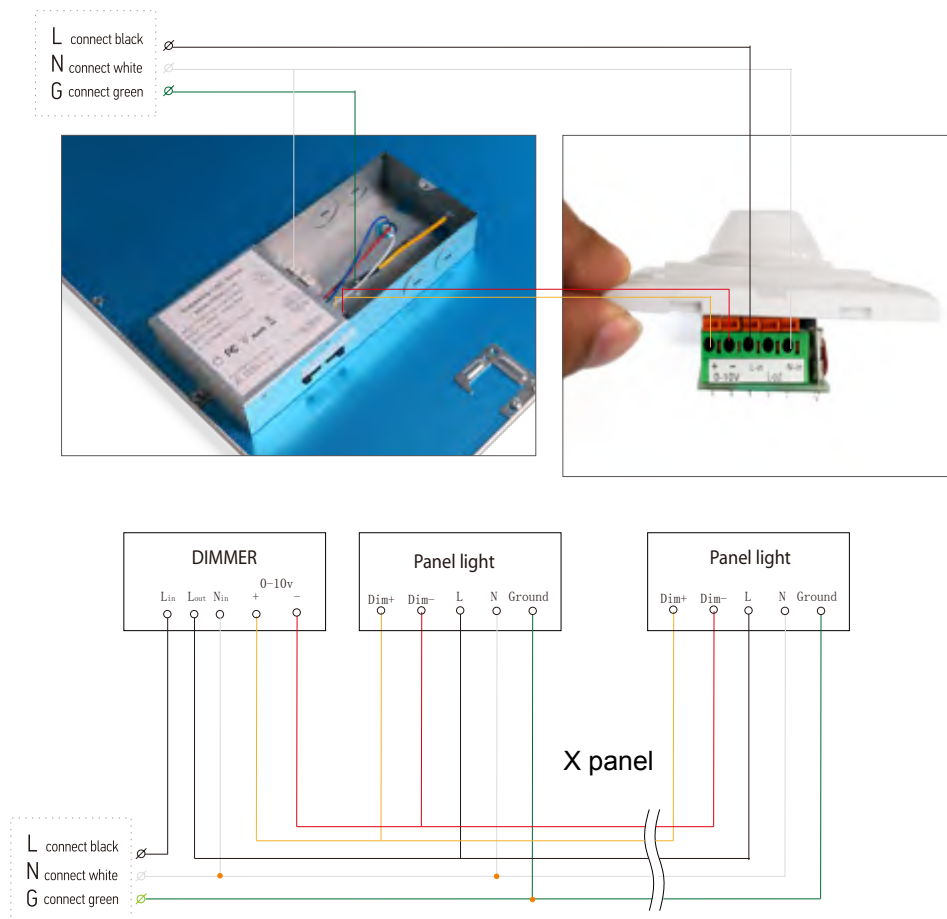 L connect black
N connect white
G connect green
FC
+ - L-in N-in
0-10V
DIMMER
0-10v
Lin Lout Nin + -
Panel light
Dim+ Dim- L N Ground
Panel light
Dim+ Dim- L N Ground
X panel
L connect black
N connect white
G connect green